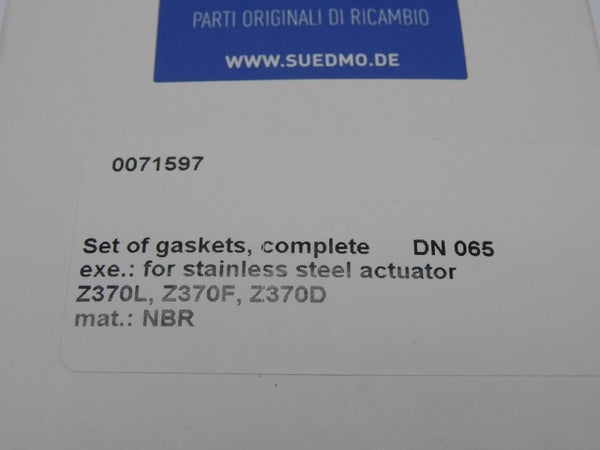 PARTI ORIGINALI DI RICAMBIO
WWW.SUEDMO.DE
0071597
Set of gaskets, complete DN 065
exe.: for stainless steel actuator
Z370L, Z370F, Z370D
mat.: NBR